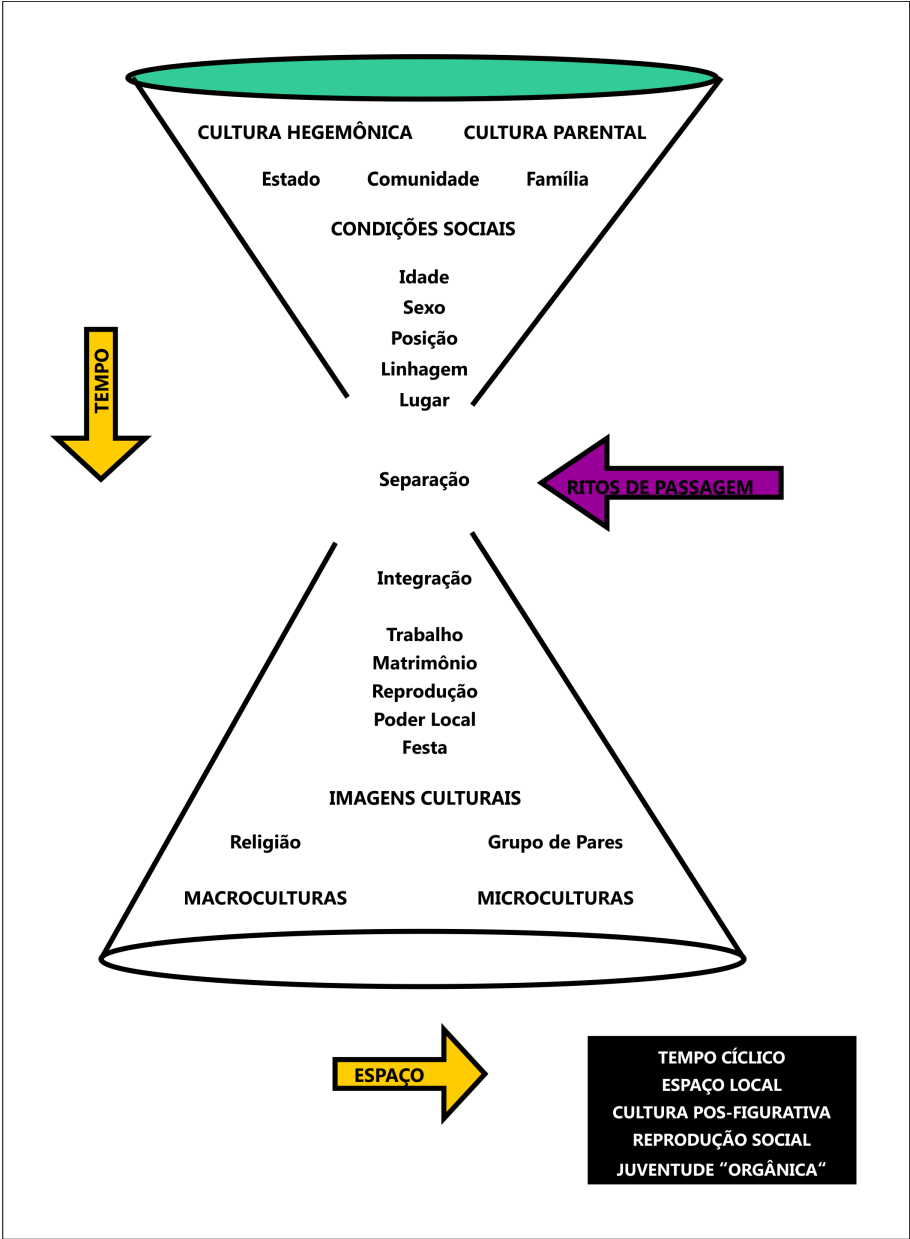 CULTURA HEGEMÔNICA CULTURA PARENTAL
Estado Comunidade Família
CONDIÇÕES SOCIAIS
Idade
Sexo
Posição
Linhagem
Lugar
TEMPO
Separação
RITOS DE PASSAGEM
Integração
Trabalho
Matrimônio
Reprodução
Poder Local
Festa
IMAGENS CULTURAIS
Religião Grupo de Pares
MACROCULTURAS MICROCULTURAS
ESPAÇO
TEMPO CÍCLICO
ESPAÇO LOCAL
CULTURA POS-FIGURATIVA
REPRODUÇÃO SOCIAL
JUVENTUDE “ORGÂNICA“